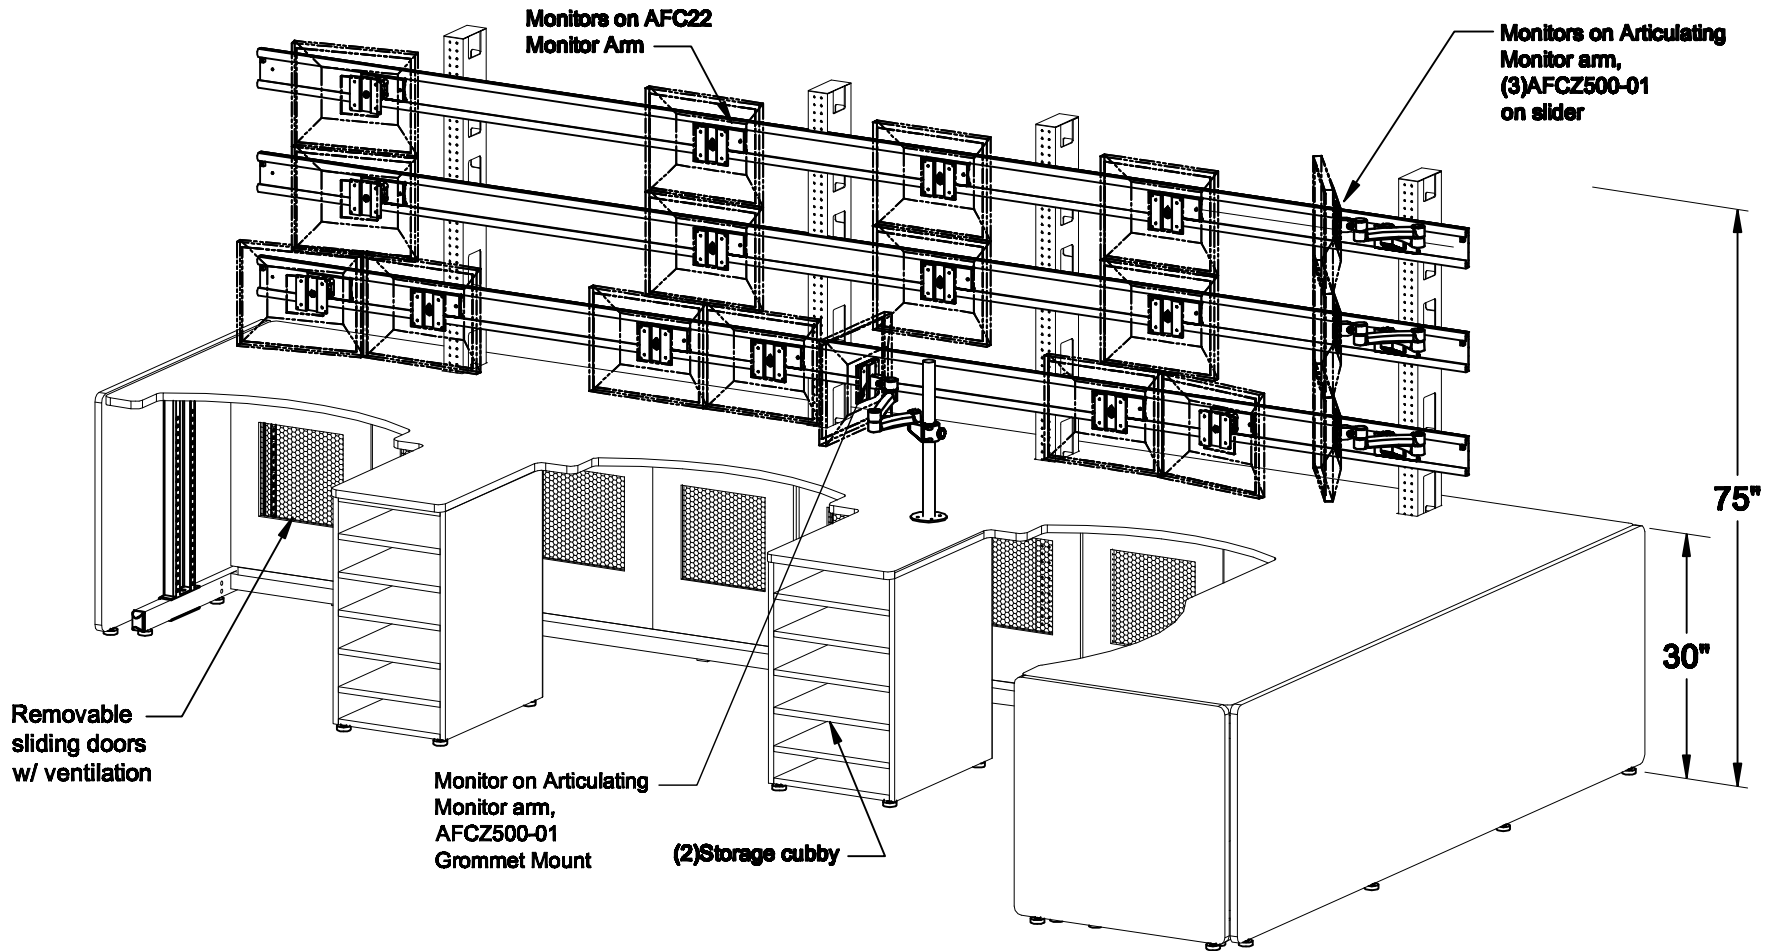 Monitors on AFC22
Monitor Arm
Monitors on Articulating
Monitor arm,
(3)AFCZ500-01
on slider
75"
30"
Removable
sliding doors
w/ ventilation
Monitor on Articulating
Monitor arm,
AFCZ500-01
Grommet Mount
(2)Storage cubby